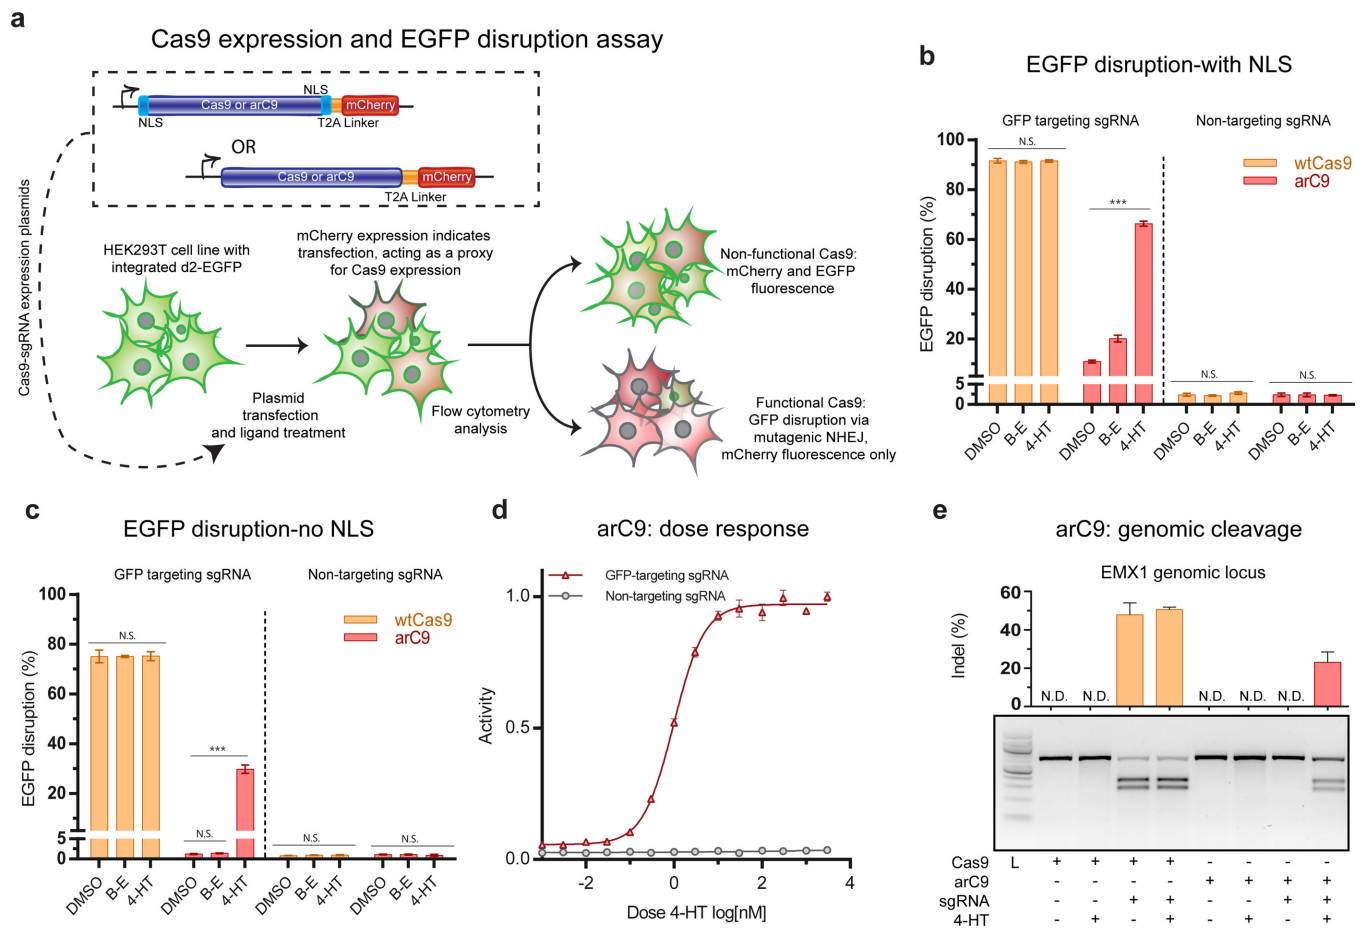 a
Cas9 expression and EGFP disruption assay
NLS
Cas9 or arC9
mCherry
NLS
T2A Linker
OR
Cas9 or arC9
mCherry
T2A Linker
Cas9-sgRNA expression plasmids
HEK293T cell line with
integrated d2-EGFP
mCherry expression indicates
transfection, acting as a proxy
for Cas9 expression
Non-functional Cas9:
mCherry and EGFP
fluorescence
Plasmid
transfection
and ligand treatment
Flow cytometry
analysis
Functional Cas9:
GFP disruption via
mutagenic NHEJ,
mCherry fluorescence only
b
EGFP disruption-with NLS
GFP targeting sgRNA
Non-targeting sgRNA
EGFP disruption (%)
100
80
60
40
20
5
0
N.S.
***
N.S.
N.S.
wtCas9
arC9
DMSO B-E 4-HT DMSO B-E 4-HT DMSO B-E 4-HT DMSO B-E 4-HT
c
EGFP disruption-no NLS
GFP targeting sgRNA
Non-targeting sgRNA
EGFP disruption (%)
100
80
60
40
20
5
0
N.S.
***
N.S.
N.S.
N.S.
wtCas9
arC9
DMSO B-E 4-HT DMSO B-E 4-HT DMSO B-E 4-HT DMSO B-E 4-HT
d
arC9: dose response
GFP-targeting sgRNA
Non-targeting sgRNA
Activity
1.0
0.5
0.0
-2 0 2 4
Dose 4-HT log[nM]
e
arC9: genomic cleavage
EMX1 genomic locus
Indel (%)
60
40
20
0
N.D. N.D. N.D. N.D. N.D.
Cas9 L + + + + - - - -
arC9 - - - - + + + +
sgRNA - - + + - - + +
4-HT - + - + - + - +